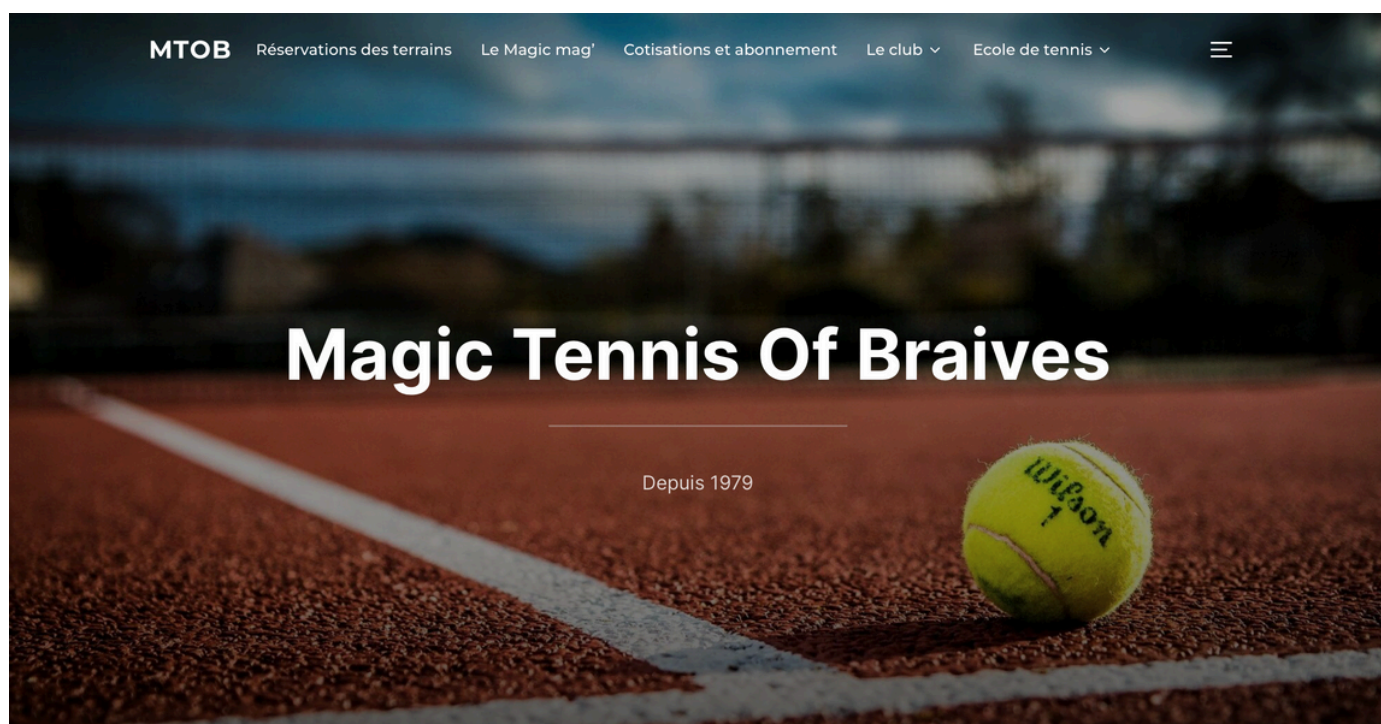 MTOB Réservations des terrains Le Magic mag’ Cotisations et abonnement Le club Ecole de tennis
Magic Tennis Of Braives
Depuis 1979
Wilson
1